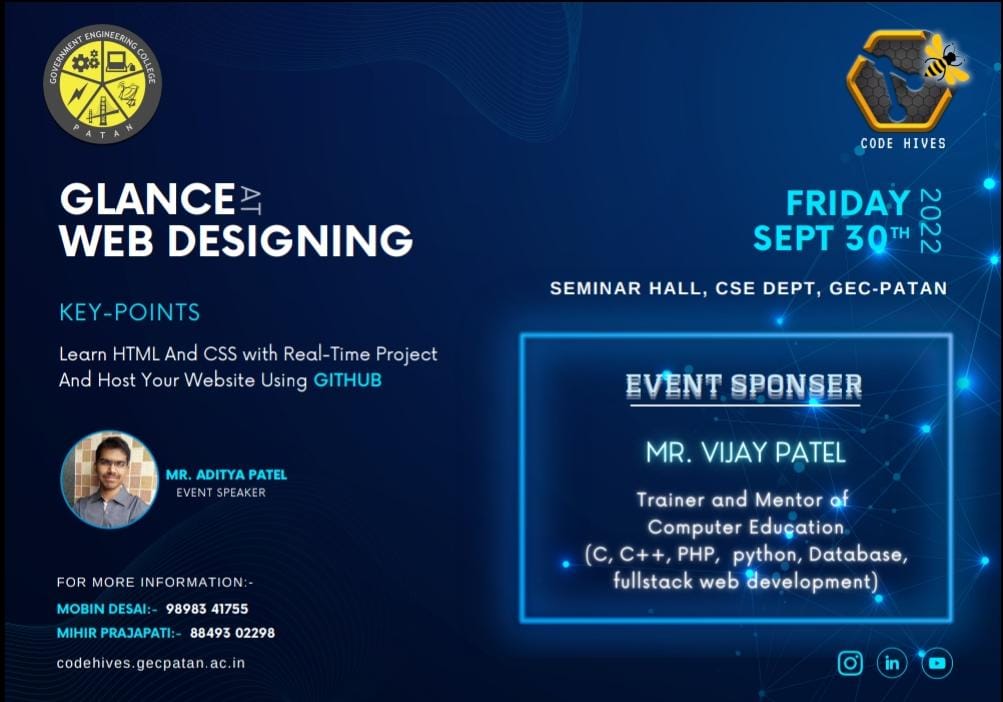 GOVERNMENT ENGINEERING COLLEGE
PATAN
CODE HIVES
GLANCE AT
WEB DESIGNING
KEY-POINTS
Learn HTML And CSS with Real-Time Project
And Host Your Website Using GITHUB
MR. ADITYA PATEL
EVENT SPEAKER
FOR MORE INFORMATION:-
MOBIN DESAI:- 98983 41755
MIHIR PRAJAPATI:- 88493 02298
codehives.gecpatan.ac.in
FRIDAY
SEPT 30TH 2022
SEMINAR HALL, CSE DEPT, GEC-PATAN
EVENT SPONSER
MR. VIJAY PATEL
Trainer and Mentor of
Computer Education
(C, C++, PHP, python, Database,
fullstack web development)
in